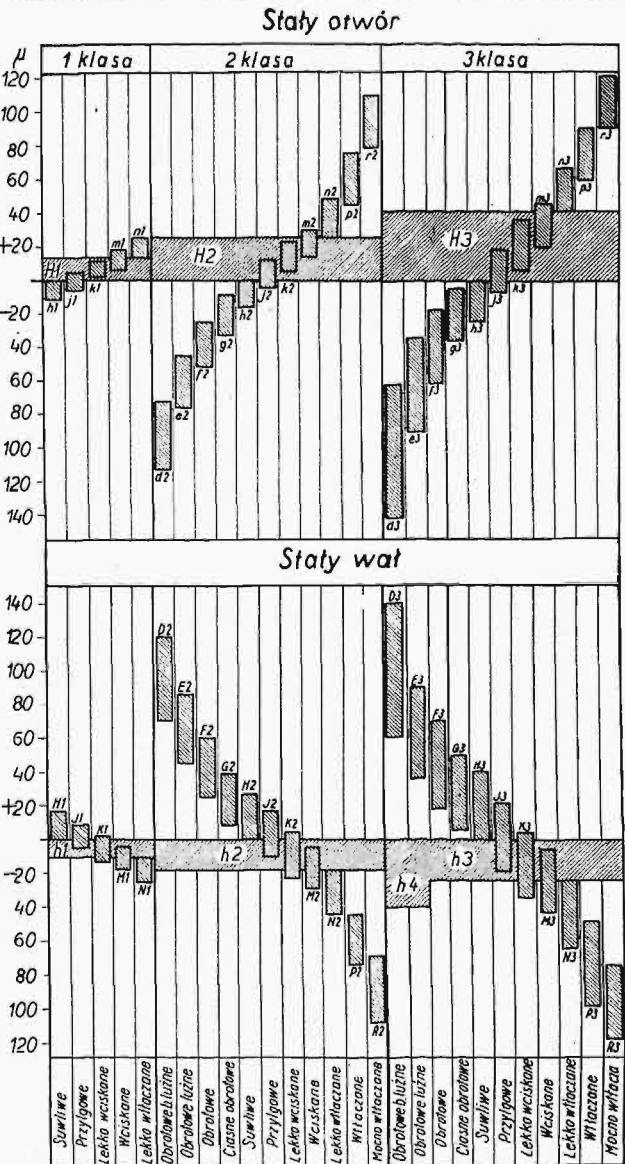 Stały otwór
μ
1 klasa
2 klasa
3 klasa
120
100
80
60
40
+20
-20
40
60
80
100
120
140
H1
h1
j1
k1
m1
n1
H2
d2
e2
f2
g2
h2
j2
k2
m2
n2
p2
r2
H3
d3
e3
f3
g3
h3
j3
k3
m3
n3
p3
r3
Stały wał
140
120
100
80
60
40
+20
-20
40
60
80
100
120
h1
H1
J1
K1
M1
N1
h2
D2
E2
F2
G2
H2
J2
K2
M2
N2
P2
R2
h3
h4
D3
E3
F3
G3
H3
J3
K3
M3
N3
P3
R3
Suwliwe
Przylgowe
Lekko wciskane
Wciskane
Lekko wtłaczane
Obrotowe b luźne
Obrotowe luźne
Obrotowe
Ciasne obrotowe
Suwliwe
Przylgowe
Lekko wciskane
Wciskane
Lekko wtłaczane
Wtłaczane
Mocno wtłaczane
Obrotowe b luźne
Obrotowe luźne
Obrotowe
Ciasne obrotowe
Suwliwe
Przylgowe
Lekko wciskane
Wciskane
Lekko wtłaczane
Wtłaczane
Mocno wtłacza